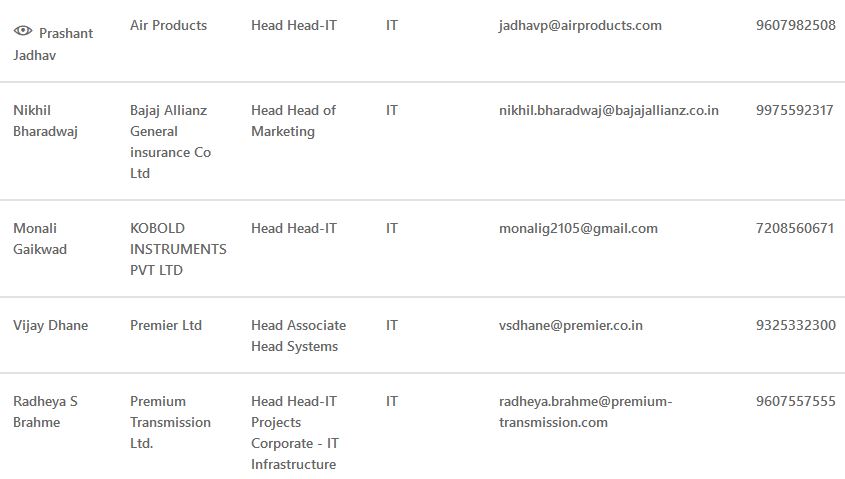 Prashant Jadhav	Air Products	Head Head-IT	IT	jadhavp@airproducts.com	9607982508
Nikhil Bharadwaj	Bajaj Allianz General insurance Co Ltd	Head Head of Marketing	IT	nikhil.bharadwaj@bajajallianz.co.in	9975592317
Monali Gaikwad	KOBOLD INSTRUMENTS PVT LTD	Head Head-IT	IT	monalig2105@gmail.com	7208560671
Vijay Dhane	Premier Ltd	Head Associate Head Systems	IT	vsdhane@premier.co.in	9325332300
Radheya S Brahme	Premium Transmission Ltd.	Head Head-IT Projects Corporate - IT Infrastructure	IT	radheya.brahme@premium-transmission.com	9607557555